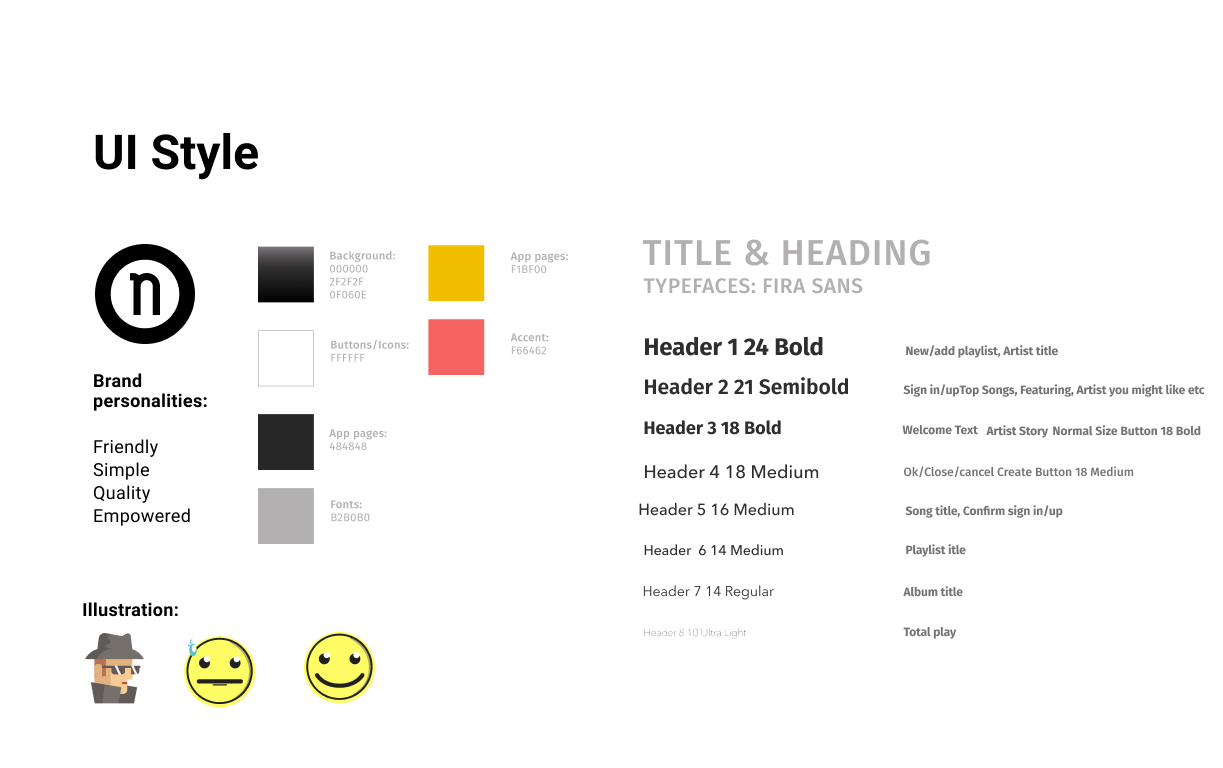 UI Style
n
Brand
personalities:
Friendly
Simple
Quality
Empowered
Background:
000000
2F2F2F
0F060E
Buttons/Icons:
FFFFFF
App pages:
484848
Fonts:
B2B0B0
App pages:
F1BF00
Accent:
F66462
TITLE & HEADING
TYPEFACES: FIRA SANS
Header 1 24 Bold
New/add playlist, Artist title
Header 2 21 Semibold
Sign in/upTop Songs, Featuring, Artist you might like etc
Header 3 18 Bold
Welcome Text Artist Story Normal Size Button 18 Bold
Header 4 18 Medium
Ok/Close/cancel Create Button 18 Medium
Header 5 16 Medium
Song title, Confirm sign in/up
Header 6 14 Medium
Playlist itle
Header 7 14 Regular
Album title
Header 8 10 Ultra Light
Total play
Illustration: